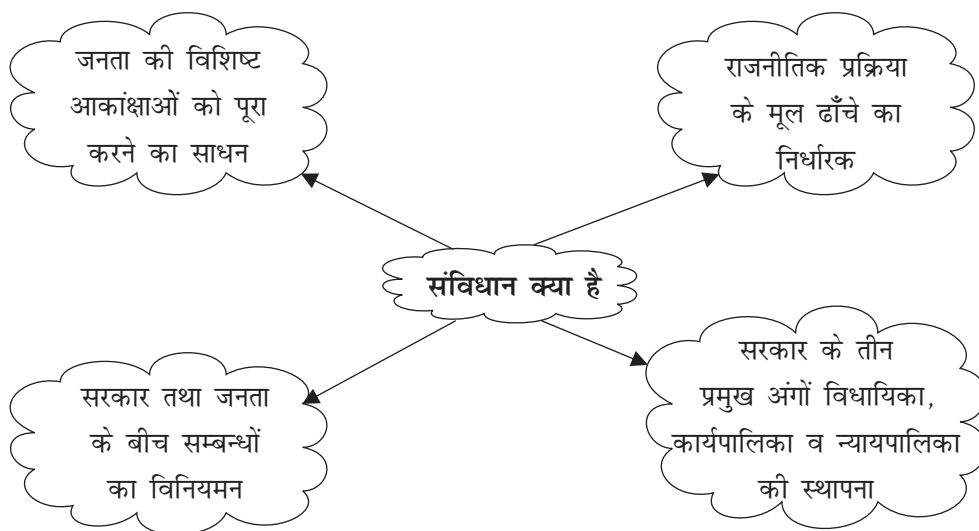 जनता की विशिष्ट
आकांक्षाओं को पूरा
करने का साधन
राजनीतिक प्रक्रिया
के मूल ढाँचे का
निर्धारक
संविधान क्या है
सरकार तथा जनता
के बीच सम्बन्धों
का विनियमन
सरकार के तीन
प्रमुख अंगों विधायिका,
कार्यपालिका व न्यायपालिका
की स्थापना